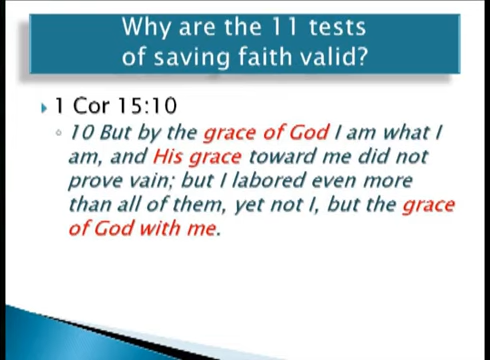 Why are the 11 tests
of saving faith valid?
1 Cor 15:10
10 But by the grace of God I am what I
am, and His grace toward me did not
prove vain; but I labored even more
than all of them, yet not I, but the grace
of God with me.